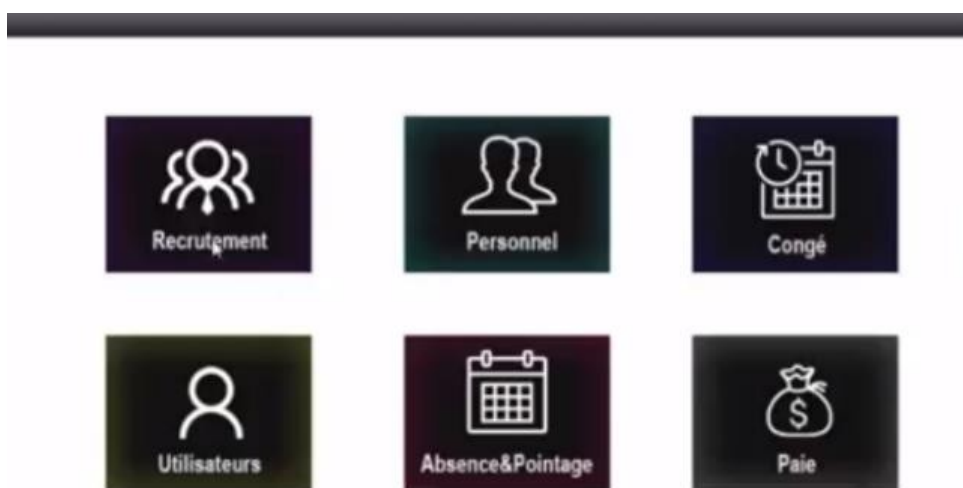 Recrutement
Personnel
Congé
Utilisateurs
Absence&Pointage
Paie